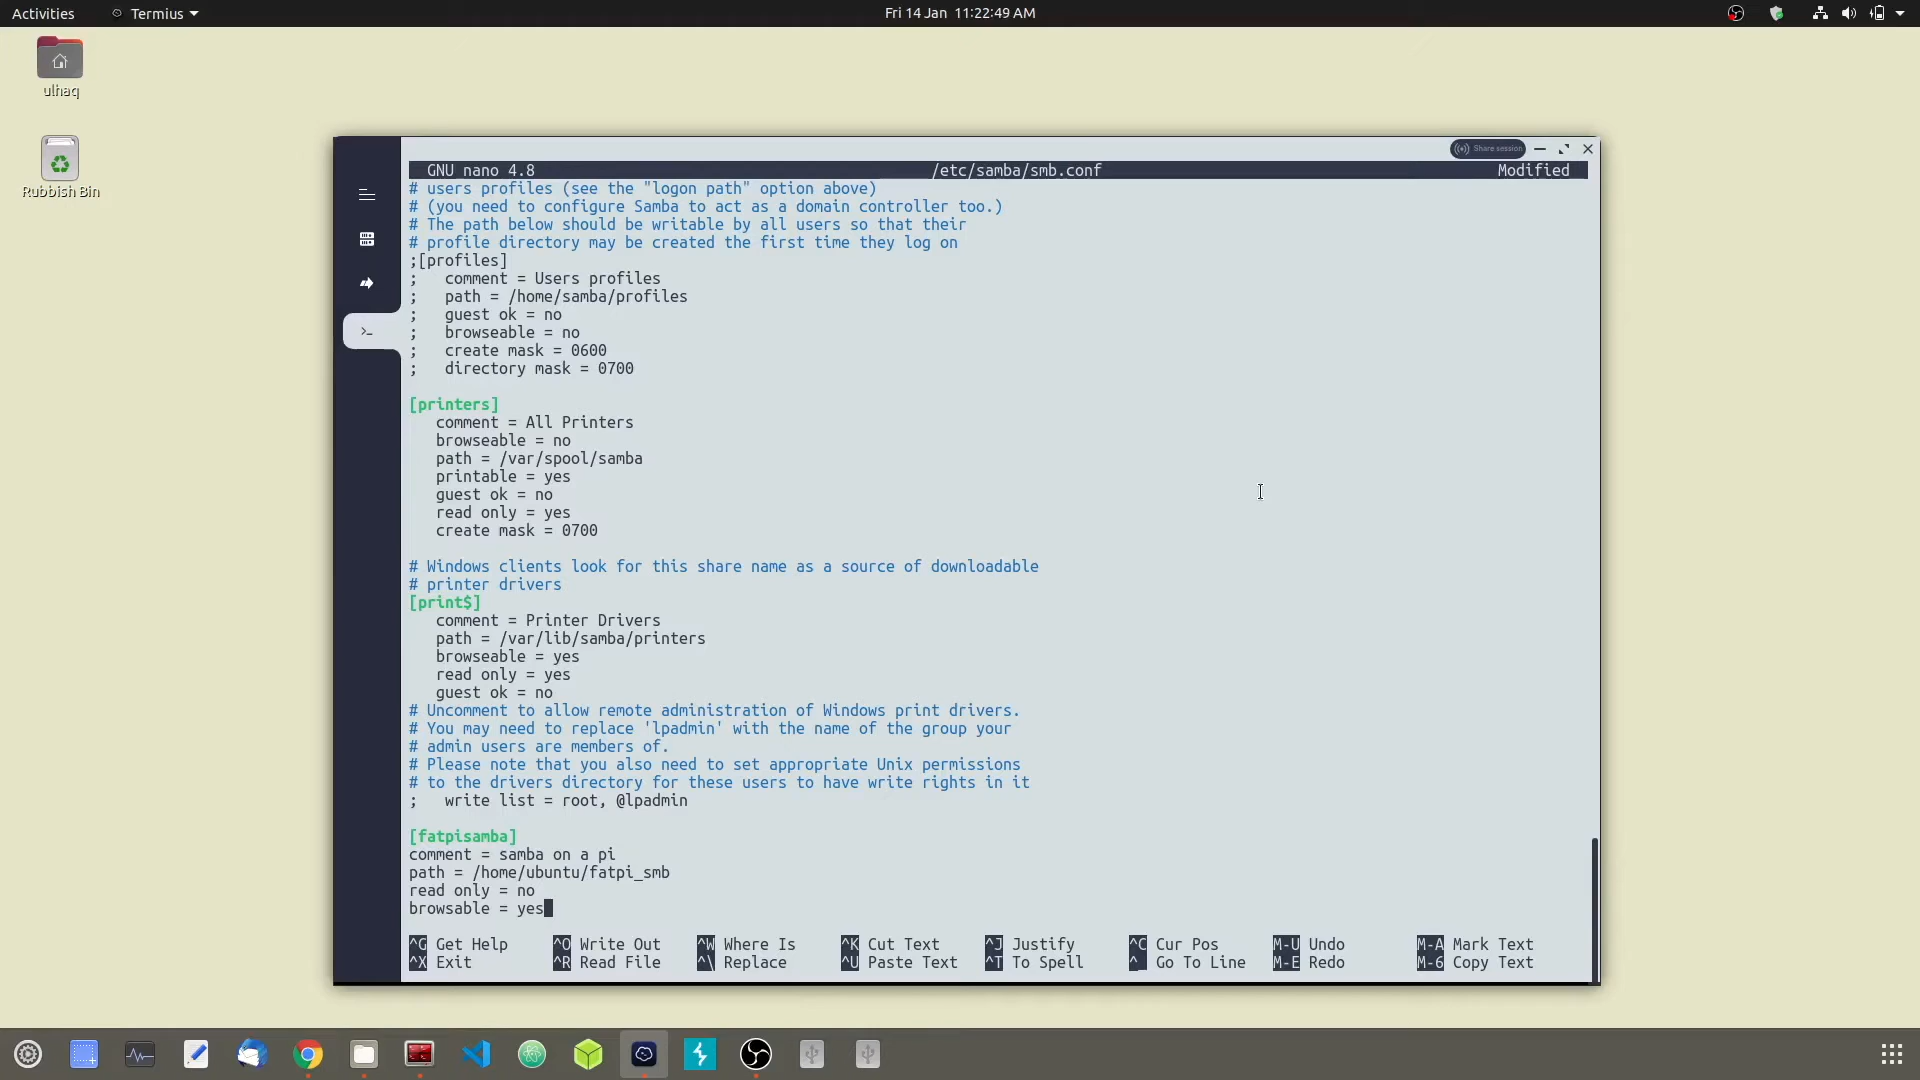 Activities
Termius
Fri 14 Jan 11:22:49 AM
ulhaq
Rubbish Bin
Share session
GNU nano 4.8 /etc/samba/smb.conf Modified
# users profiles (see the "logon path" option above)
# (you need to configure Samba to act as a domain controller too.)
# The path below should be writable by all users so that their
# profile directory may be created the first time they log on
;[profiles]
;   comment = Users profiles
;   path = /home/samba/profiles
;   guest ok = no
;   browseable = no
;   create mask = 0600
;   directory mask = 0700
[printers]
comment = All Printers
browseable = no
path = /var/spool/samba
printable = yes
guest ok = no
read only = yes
create mask = 0700
# Windows clients look for this share name as a source of downloadable
# printer drivers
[print$]
comment = Printer Drivers
path = /var/lib/samba/printers
browseable = yes
read only = yes
guest ok = no
# Uncomment to allow remote administration of Windows print drivers.
# You may need to replace 'lpadmin' with the name of the group your
# admin users are members of.
# Please note that you also need to set appropriate Unix permissions
# to the drivers directory for these users to have write rights in it
;   write list = root, @lpadmin
[fatpisamba]
comment = samba on a pi
path = /home/ubuntu/fatpi_smb
read only = no
browsable = yes
^G Get Help ^O Write Out ^W Where Is ^K Cut Text ^J Justify ^C Cur Pos M-U Undo M-A Mark Text
^X Exit ^R Read File ^\ Replace ^U Paste Text ^T To Spell ^_ Go To Line M-E Redo M-6 Copy Text